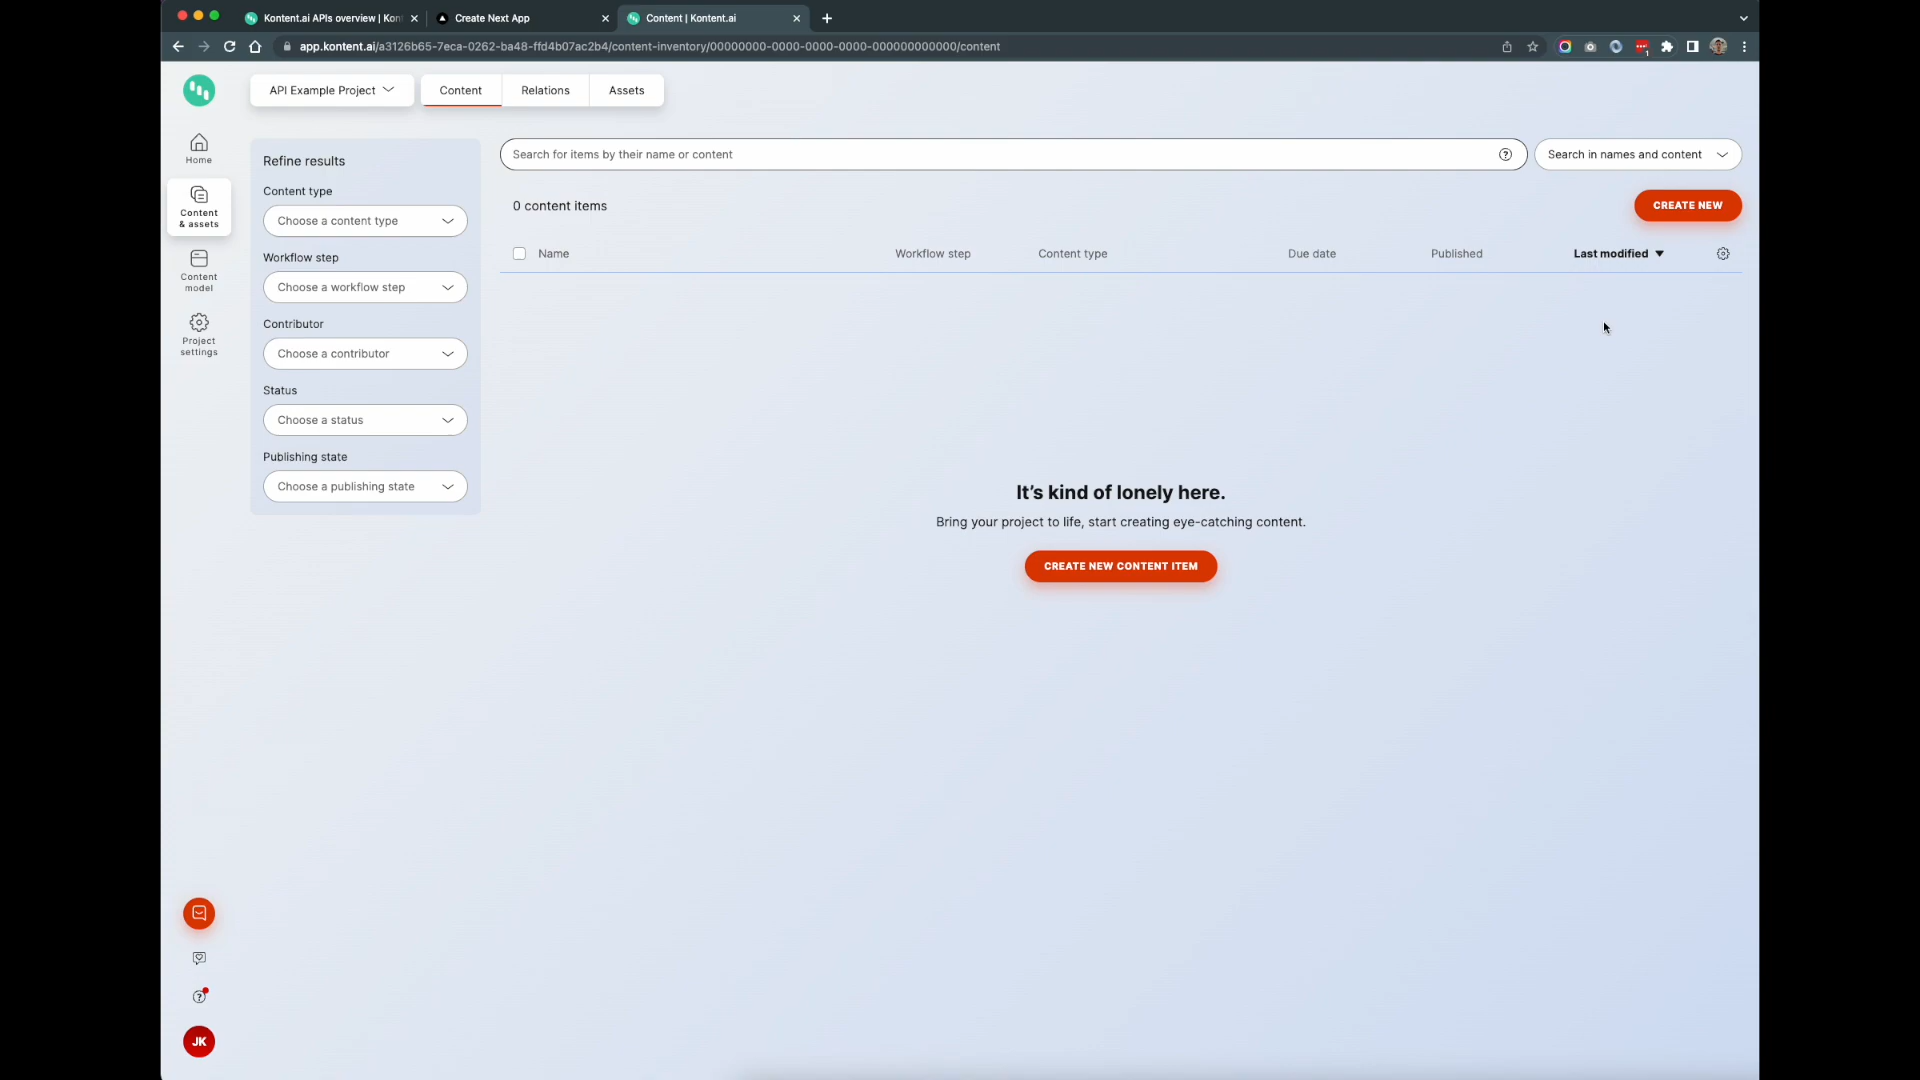 Kontent.ai APIs overview | Kon
Create Next App
Content | Kontent.ai
app.kontent.ai/a3126b65-7eca-0262-ba48-ffd4b07ac2b4/content-inventory/00000000-0000-0000-0000-000000000000/content
API Example Project
Content
Relations
Assets
Home
Content
& assets
Content
model
Project
settings
Refine results
Content type
Choose a content type
Workflow step
Choose a workflow step
Contributor
Choose a contributor
Status
Choose a status
Publishing state
Choose a publishing state
Search for items by their name or content
Search in names and content
0 content items
CREATE NEW
Name
Workflow step
Content type
Due date
Published
Last modified
It's kind of lonely here.
Bring your project to life, start creating eye-catching content.
CREATE NEW CONTENT ITEM
JK